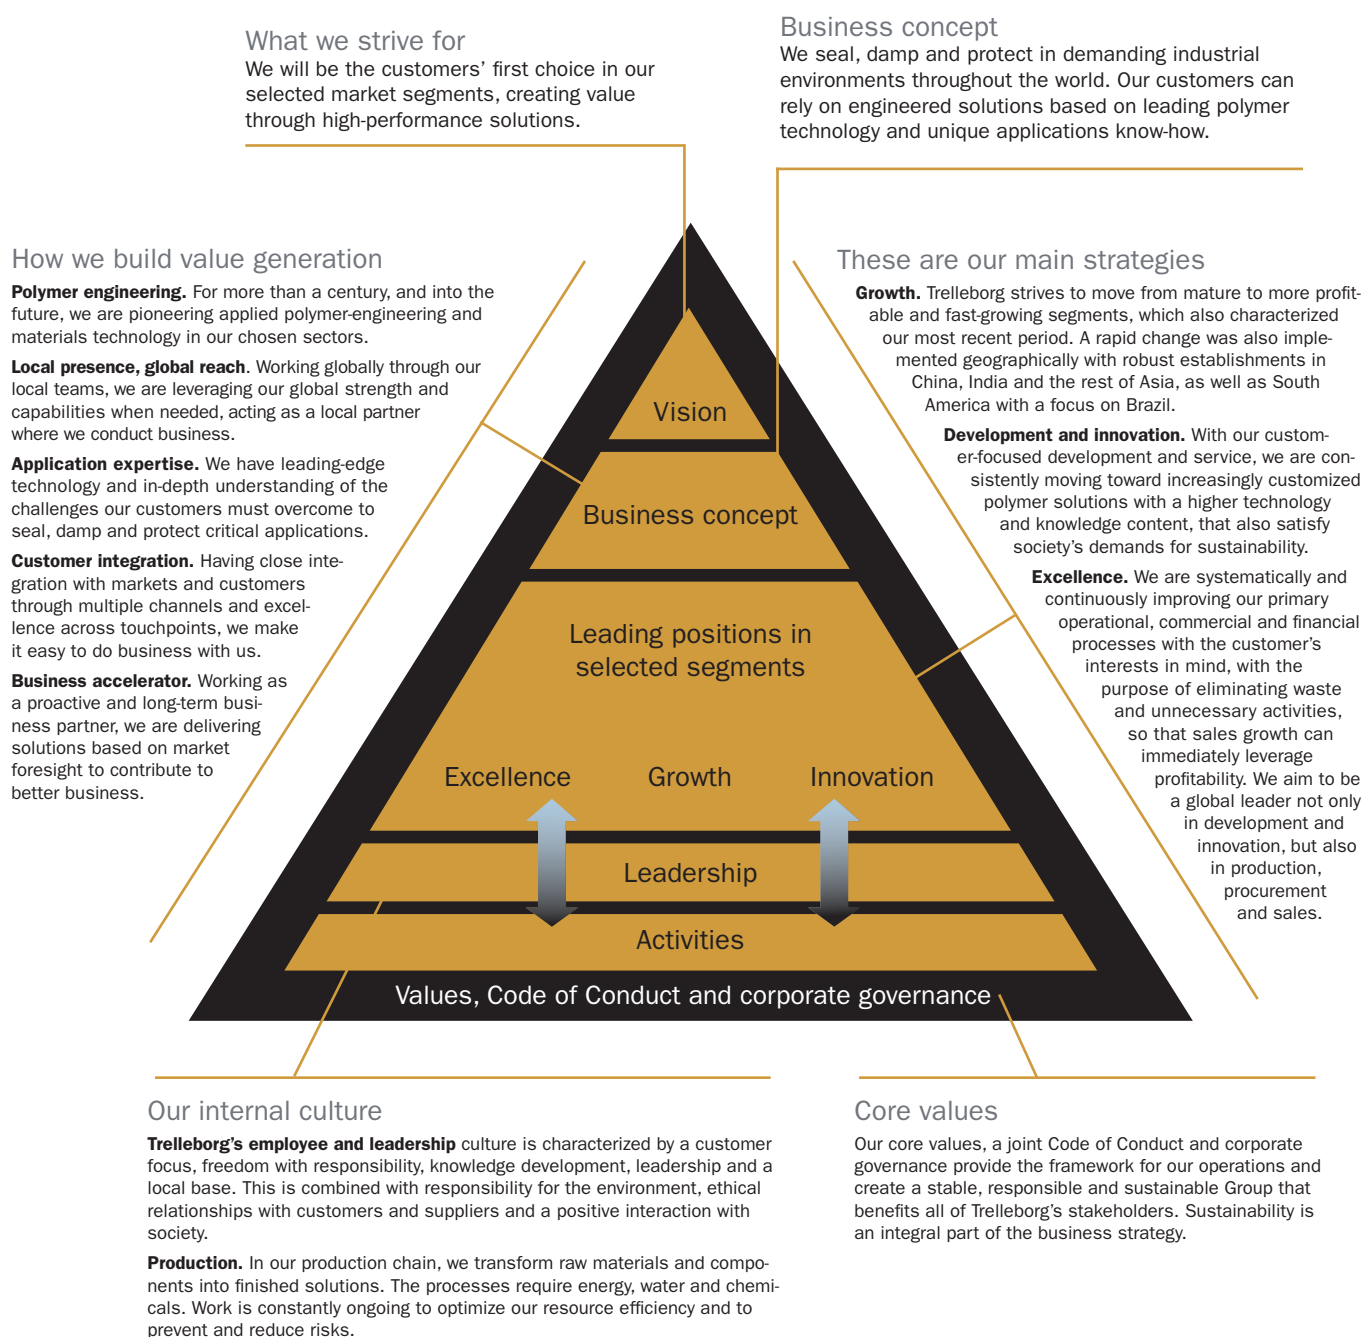 What we strive for
We will be the customers' first choice in our
selected market segments, creating value
through high-performance solutions.
Business concept
We seal, damp and protect in demanding industrial
environments throughout the world. Our customers can
rely on engineered solutions based on leading polymer
technology and unique applications know-how.
How we build value generation
Polymer engineering. For more than a century, and into the
future, we are pioneering applied polymer-engineering and
materials technology in our chosen sectors.
Local presence, global reach. Working globally through our
local teams, we are leveraging our global strength and
capabilities when needed, acting as a local partner
where we conduct business.
Application expertise. We have leading-edge
technology and in-depth understanding of the
challenges our customers must overcome to
seal, damp and protect critical applications.
Customer integration. Having close inte-
gration with markets and customers
through multiple channels and excel-
lence across touchpoints, we make
it easy to do business with us.
Business accelerator. Working as
a proactive and long-term busi-
ness partner, we are delivering
solutions based on market
foresight to contribute to
better business.
These are our main strategies
Growth. Trelleborg strives to move from mature to more profit-
able and fast-growing segments, which also characterized
our most recent period. A rapid change was also imple-
mented geographically with robust establishments in
China, India and the rest of Asia, as well as South
America with a focus on Brazil.
Development and innovation. With our custom-
er-focused development and service, we are con-
sistently moving toward increasingly customized
polymer solutions with a higher technology
and knowledge content, that also satisfy
society's demands for sustainability.
Excellence. We are systematically and
continuously improving our primary
operational, commercial and financial
processes with the customer's
interests in mind, with the
purpose of eliminating waste
and unnecessary activities,
so that sales growth can
immediately leverage
profitability. We aim to be
a global leader not only
in development and
innovation, but also
in production,
procurement
and sales.
Vision
Business concept
Leading positions in
selected segments
Excellence Growth Innovation
Leadership
Activities
Values, Code of Conduct and corporate governance
Our internal culture
Trelleborg's employee and leadership culture is characterized by a customer
focus, freedom with responsibility, knowledge development, leadership and a
local base. This is combined with responsibility for the environment, ethical
relationships with customers and suppliers and a positive interaction with
society.
Production. In our production chain, we transform raw materials and compo-
nents into finished solutions. The processes require energy, water and chemi-
cals. Work is constantly ongoing to optimize our resource efficiency and to
prevent and reduce risks.
Core values
Our core values, a joint Code of Conduct and corporate
governance provide the framework for our operations and
create a stable, responsible and sustainable Group that
benefits all of Trelleborg's stakeholders. Sustainability is
an integral part of the business strategy.